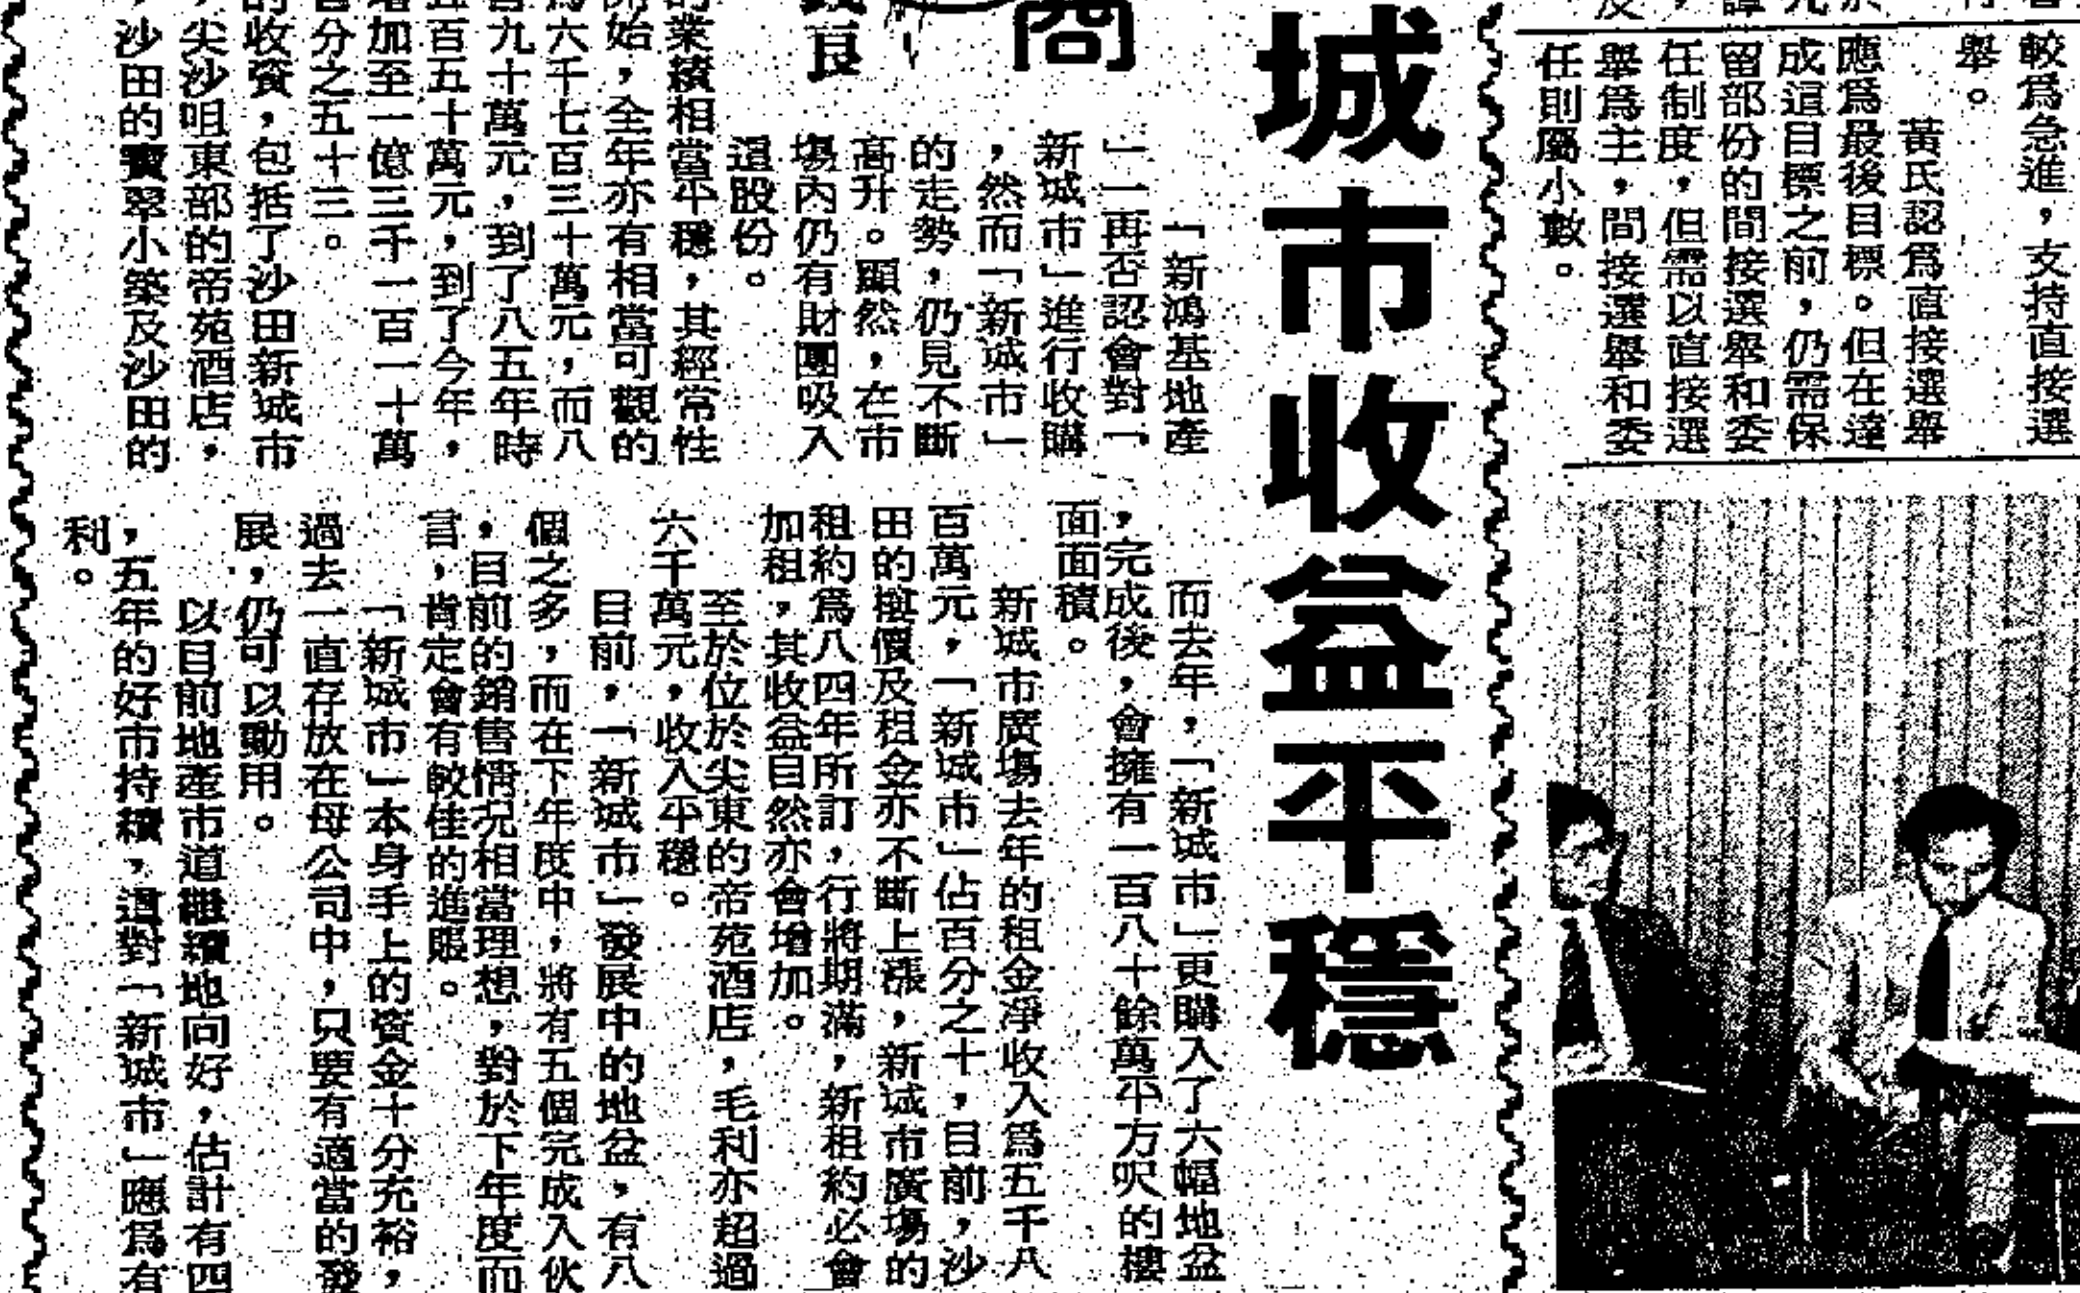 城市收益平穩
商
良
「新鴻基地產
」一再否認會對「
新城市」進行收購
，然而「新城市」
的走勢，仍見不斷
高升。顯然，在市
場內仍有財團吸入
這股份。
的業績相當平穩，其經常性
開始，全年亦有相當可觀的
為六千七百三十萬元，而八
百九十萬元，到了八五年時
五百五十萬元，到了今年，
增加至一億三千一百一十萬
百分之五十三。
的收資，包括了沙田新城市
，尖沙咀東部的帝苑酒店，
，沙田的寶翠小築及沙田的
而去年，「新城市」更購入了六幅地盆
，完成後，會擁有一百八十餘萬平方呎的樓
面面積。
新城市廣場去年的租金淨收入為五千八
百萬元，「新城市」佔百分之十，目前，沙
田的樓價及租金亦不斷上漲，新城市廣場的
租約為八四年所訂，行將期滿，新租約必會
加租，其收益自然亦會增加。
至於位於尖東的帝苑酒店，毛利亦超過
六千萬元，收入平穩。
目前，「新城市」發展中的地盆，有八
個之多，而在下年度中，將有五個完成入伙
，目前的銷售情況相當理想，對於下年度而
言，肯定會有較佳的進賬。
「新城市」本身手上的資金十分充裕，
過去一直存放在母公司中，只要有適當的發
展，仍可以動用。
以目前地產市道繼續地向好，估計有四
，五年的好市持續，這對「新城市」應為有
利。
較為急進，支持直接選
舉。
黃氏認為直接選舉
應為最後目標。但在達
成這目標之前，仍需保
留部份的間接選舉和委
任制度，但需以直接選
舉為主，間接選舉和委
任則屬小數。